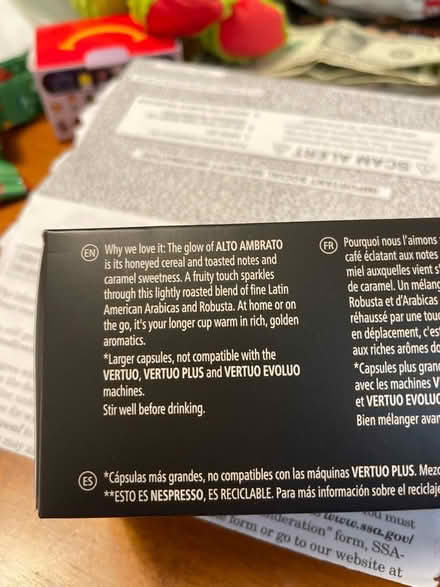 SCAM ALERT
EN
Why we love it: The glow of ALTO AMBRATO
is its honeyed cereal and toasted notes and
caramel sweetness. A fruity touch sparkles
through this lightly roasted blend of fine Latin
American Arabicas and Robusta. At home or on
the go, it's your longer cup warm in rich, golden
aromatics.
*Larger capsules, not compatible with the
VERTUO, VERTUO PLUS and VERTUO EVOLUO
machines.
Stir well before drinking.
FR
Pourquoi nous l'aimons
café éclatant aux notes
miel auxquelles vient s'
de caramel. Un mélang
Robusta et d'Arabicas
réhaussé par une touc
en déplacement, c'es
aux riches arômes do
*Capsules plus grand
avec les machines V
et VERTUO EVOLUO
Bien mélanger avan
ES
*Cápsulas más grandes, no compatibles con las máquinas VERTUO PLUS. Mezc
**ESTO ES NESPRESSO, ES RECICLABLE. Para más información sobre el reciclaje
you must
www.ssa.gov/
deration" form, SSA-
form or go to our website at